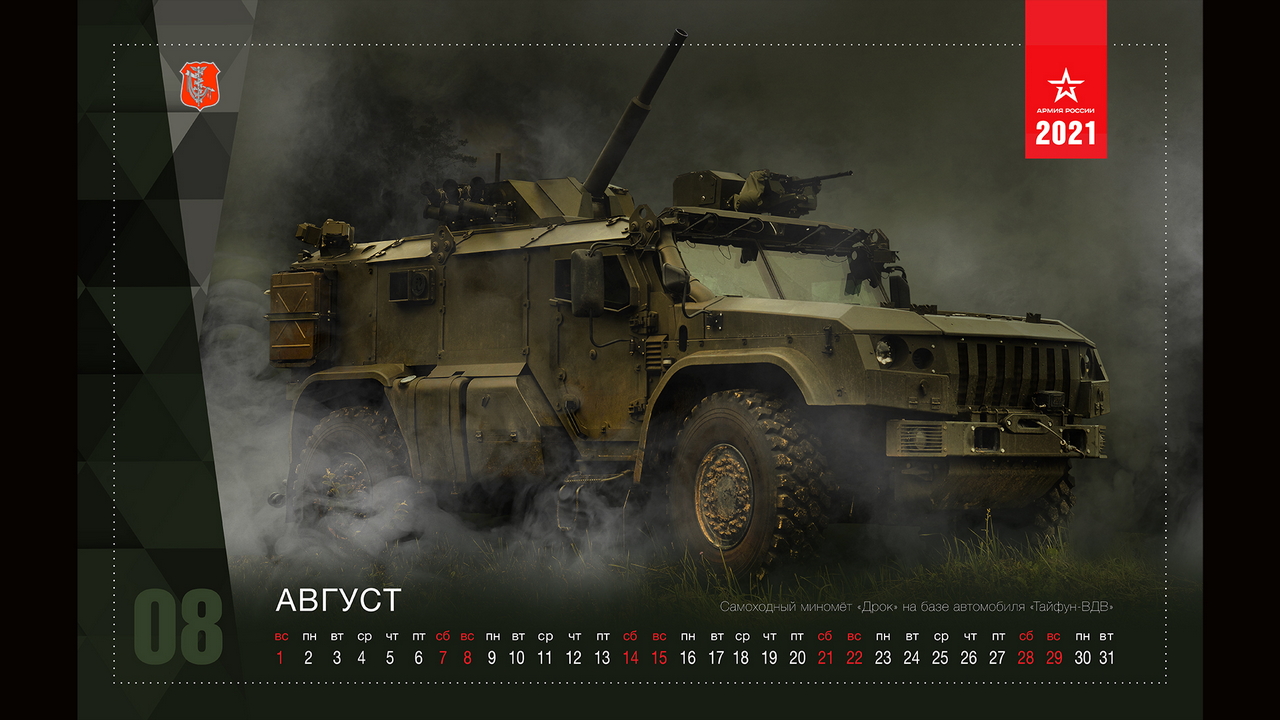 АРМИЯ РОССИИ
2021
08
АВГУСТ
Самоходный миномёт «Дрок» на базе автомобиля «Тайфун-ВДВ»
вс пн вт ср чт пт сб вс пн вт ср чт пт сб вс пн вт ср чт пт сб вс пн вт ср чт пт сб вс пн вт
1 2 3 4 5 6 7 8 9 10 11 12 13 14 15 16 17 18 19 20 21 22 23 24 25 26 27 28 29 30 31